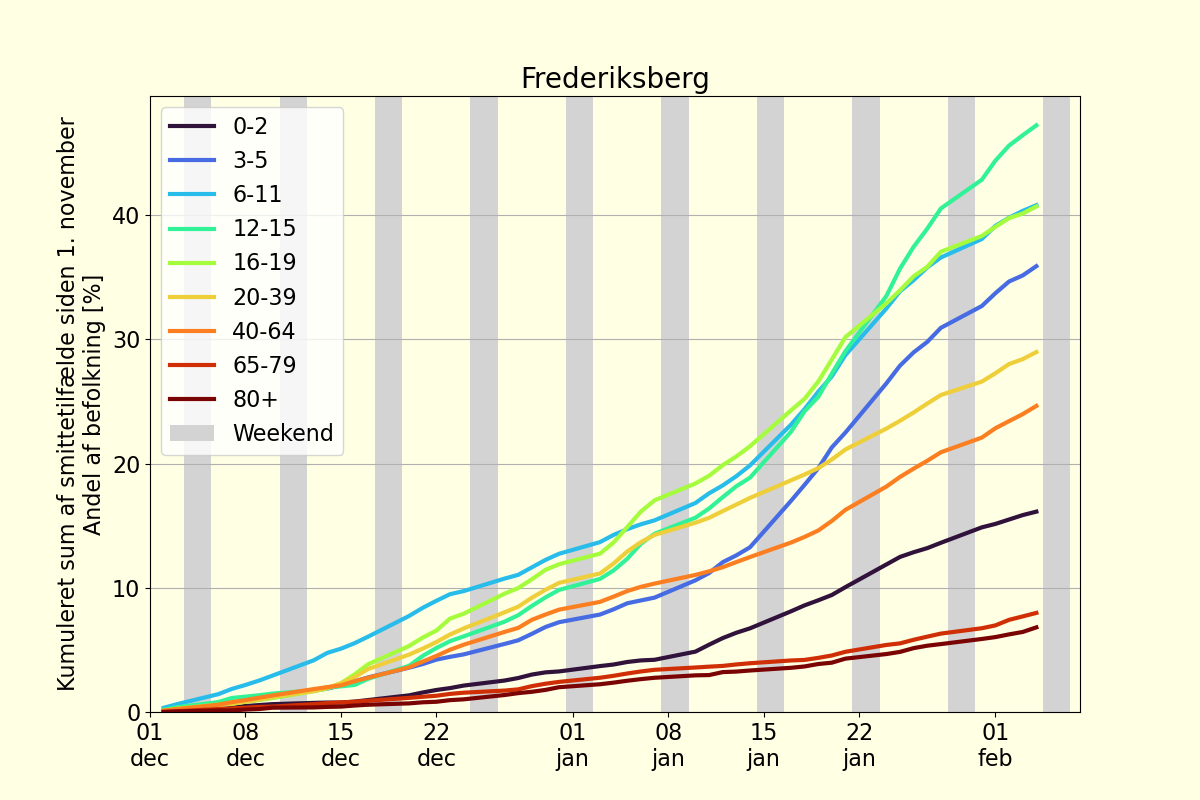 Frederiksberg
Kumuleret sum af smittetilfælde siden 1. november
Andel af befolkning [%]
0-2
3-5
6-11
12-15
16-19
20-39
40-64
65-79
80+
Weekend
40
30
20
10
0
01 08 15 22 01 08 15 22 01
dec dec dec dec jan jan jan jan feb